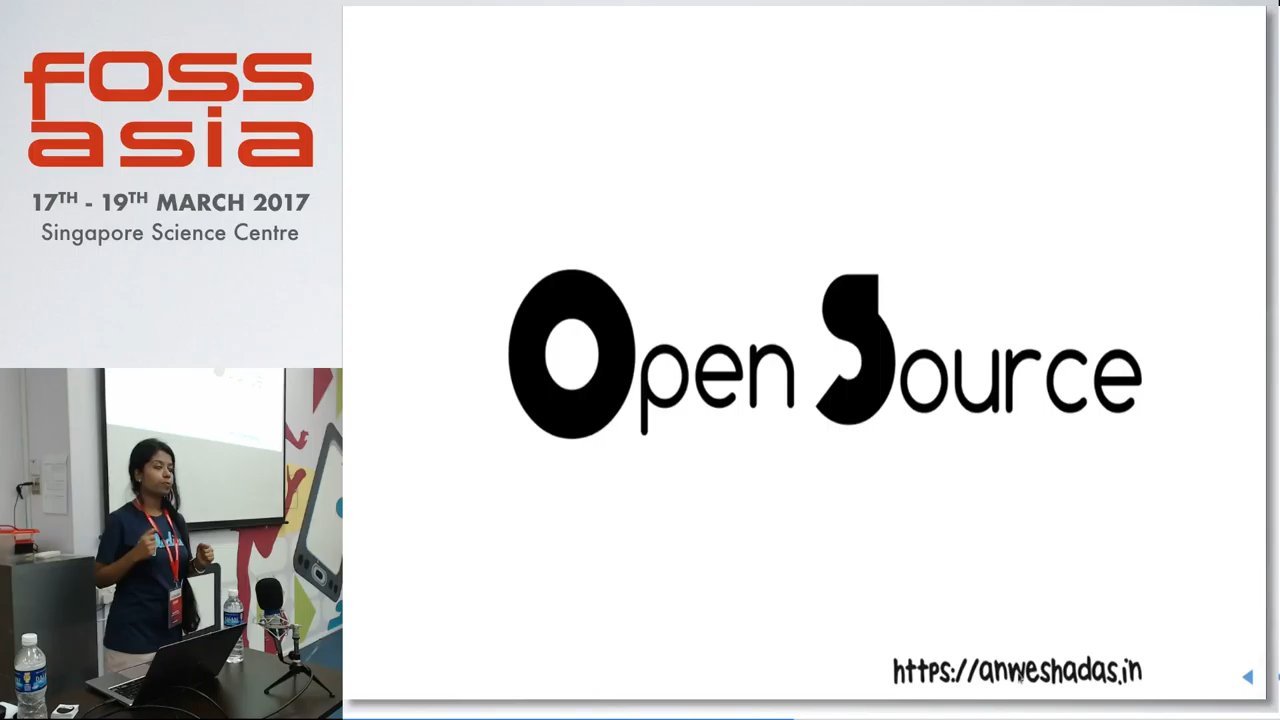 foss
asia
17TH - 19TH MARCH 2017
Singapore Science Centre
Open Source
https://anweshadas.in